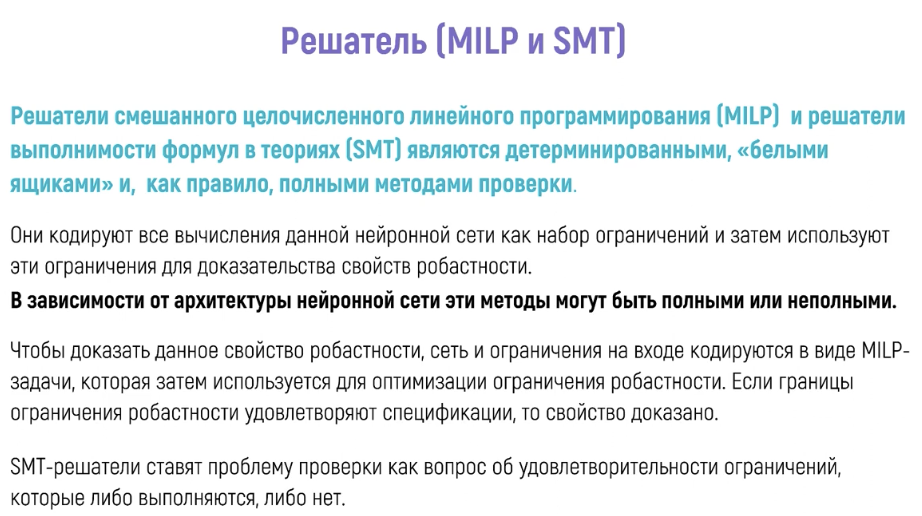 Решатель (MILP и SMT)
Решатели смешанного целочисленного линейного программирования (MILP) и решатели
выполнимости формул в теориях (SMT) являются детерминированными, «белыми
ящиками» и, как правило, полными методами проверки.
Они кодируют все вычисления данной нейронной сети как набор ограничений и затем используют
эти ограничения для доказательства свойств робастности.
В зависимости от архитектуры нейронной сети эти методы могут быть полными или неполными.
Чтобы доказать данное свойство робастности, сеть и ограничения на входе кодируются в виде MILP-
задачи, которая затем используется для оптимизации ограничения робастности. Если границы
ограничения робастности удовлетворяют спецификации, то свойство доказано.
SMT-решатели ставят проблему проверки как вопрос об удовлетворительности ограничений,
которые либо выполняются, либо нет.